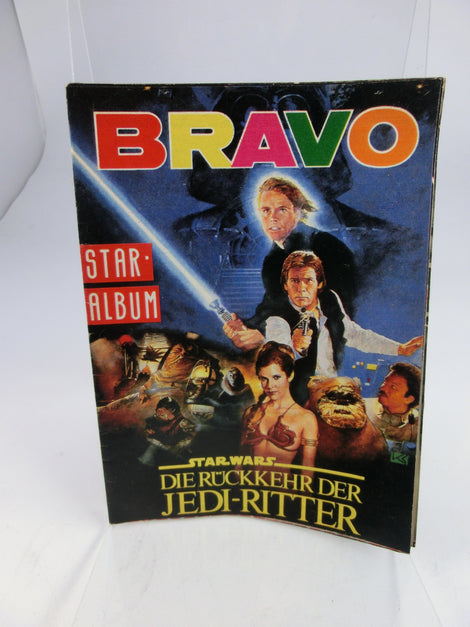 BRAVO
STAR-
ALBUM
STAR WARS
DIE RÜCKKEHR DER
JEDI-RITTER